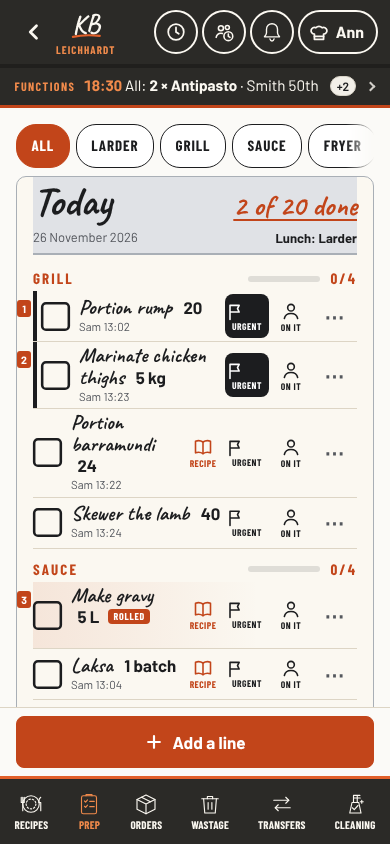 KB
LEICHHARDT
Ann
FUNCTIONS 18:30 All: 2 × Antipasto · Smith 50th +2
ALL LARDER GRILL SAUCE FRYER
Today 2 of 20 done
26 November 2026 Lunch: Larder
GRILL 0/4
1 Portion rump 20
Sam 13:02
URGENT ON IT ...
2 Marinate chicken
thighs 5 kg
Sam 13:23
URGENT ON IT ...
Portion
barramundi
24
Sam 13:22
RECIPE URGENT ON IT ...
Skewer the lamb 40
Sam 13:24
URGENT ON IT ...
SAUCE 0/4
3 Make gravy
5 L ROLLED
RECIPE URGENT ON IT ...
Laksa 1 batch
Sam 13:04
RECIPE URGENT ON IT ...
+ Add a line
RECIPES PREP ORDERS WASTAGE TRANSFERS CLEANING